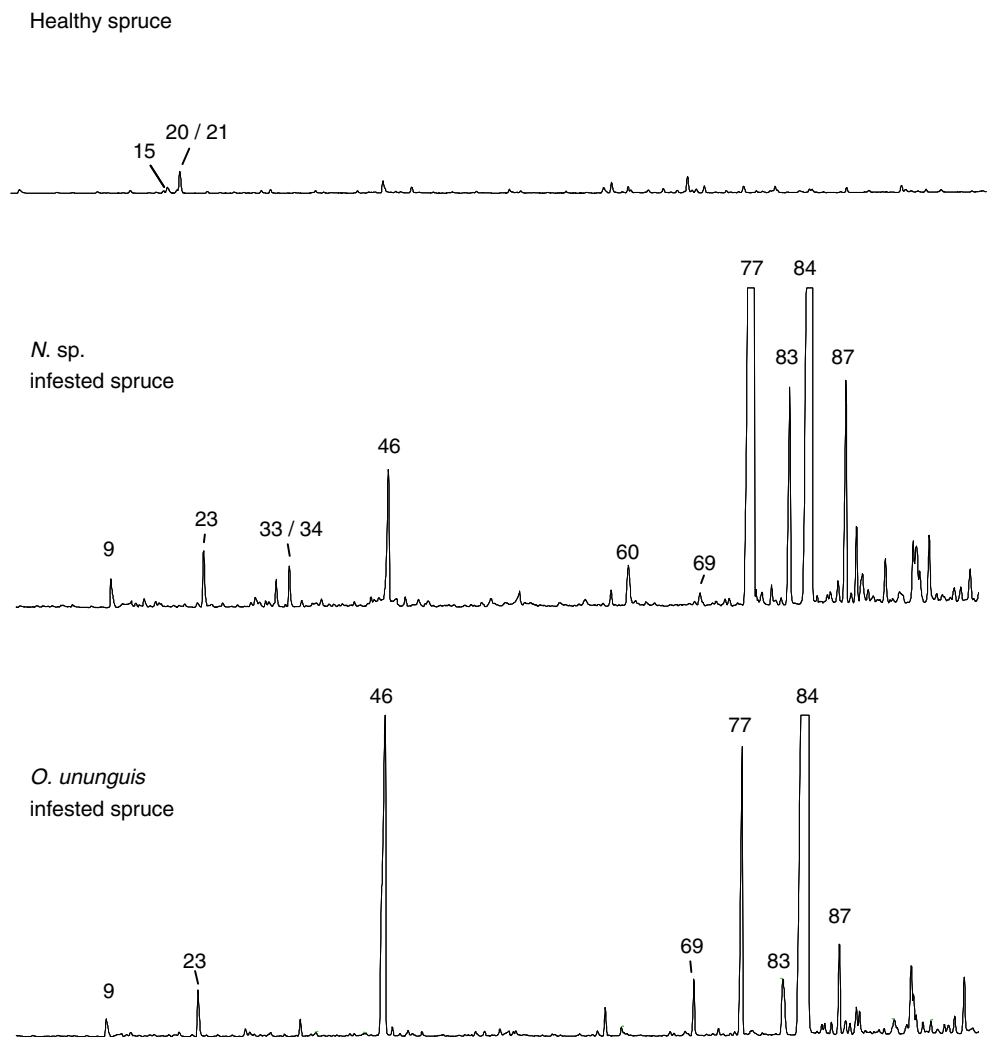 Healthy spruce
15
20 / 21
77
84
N. sp.
infested spruce
83
87
46
9
23
33 / 34
60
69
46
84
77
O. ununguis
infested spruce
87
69
83
23
9